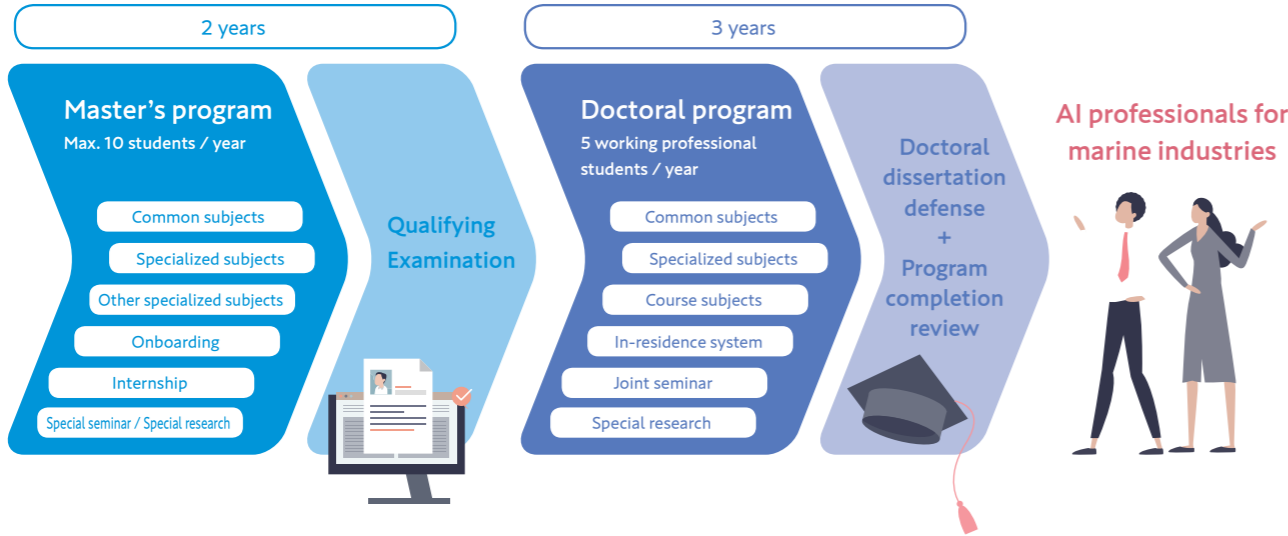 2 years
Master's program
Max. 10 students / year
Common subjects
Specialized subjects
Other specialized subjects
Onboarding
Internship
Special seminar / Special research
Qualifying
Examination
3 years
Doctoral program
5 working professional
students / year
Common subjects
Specialized subjects
Course subjects
In-residence system
Joint seminar
Special research
Doctoral
dissertation
defense
+
Program
completion
review
AI professionals for
marine industries